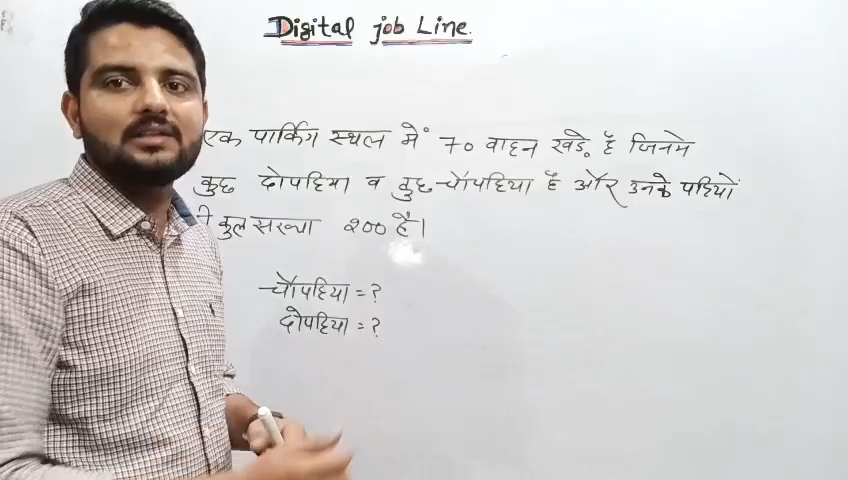 Digital job Line.
एक पार्किंग स्थल में 70 वाहन खड़े हैं जिनमे
कुछ दोपहिया व कुछ चौपहिया हैं और उनके पहियों
की कुल संख्या 200 है।
चौपहिया = ?
दोपहिया = ?